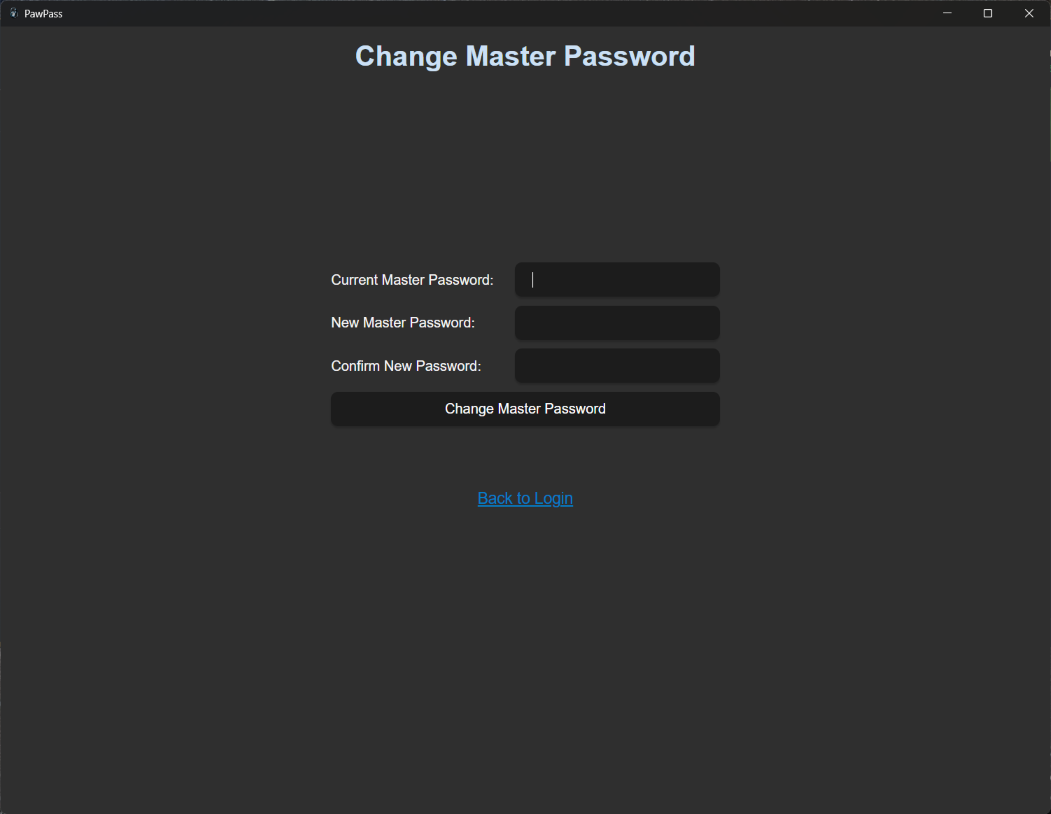 PawPass
Change Master Password
Current Master Password:
New Master Password:
Confirm New Password:
Change Master Password
Back to Login